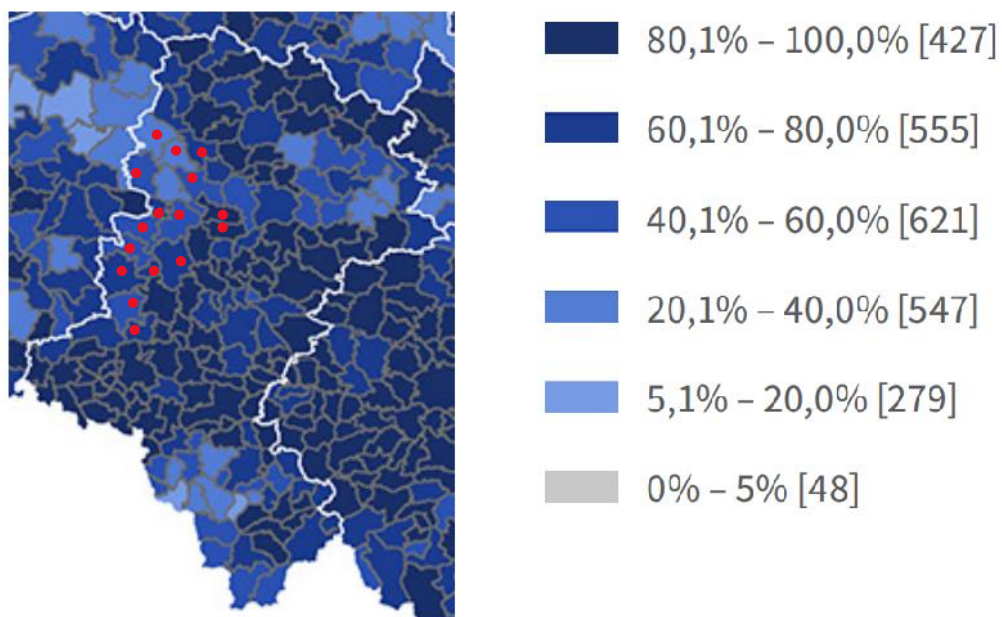 80,1% – 100,0% [427]
60,1% – 80,0% [555]
40,1% – 60,0% [621]
20,1% – 40,0% [547]
5,1% – 20,0% [279]
0% – 5% [48]